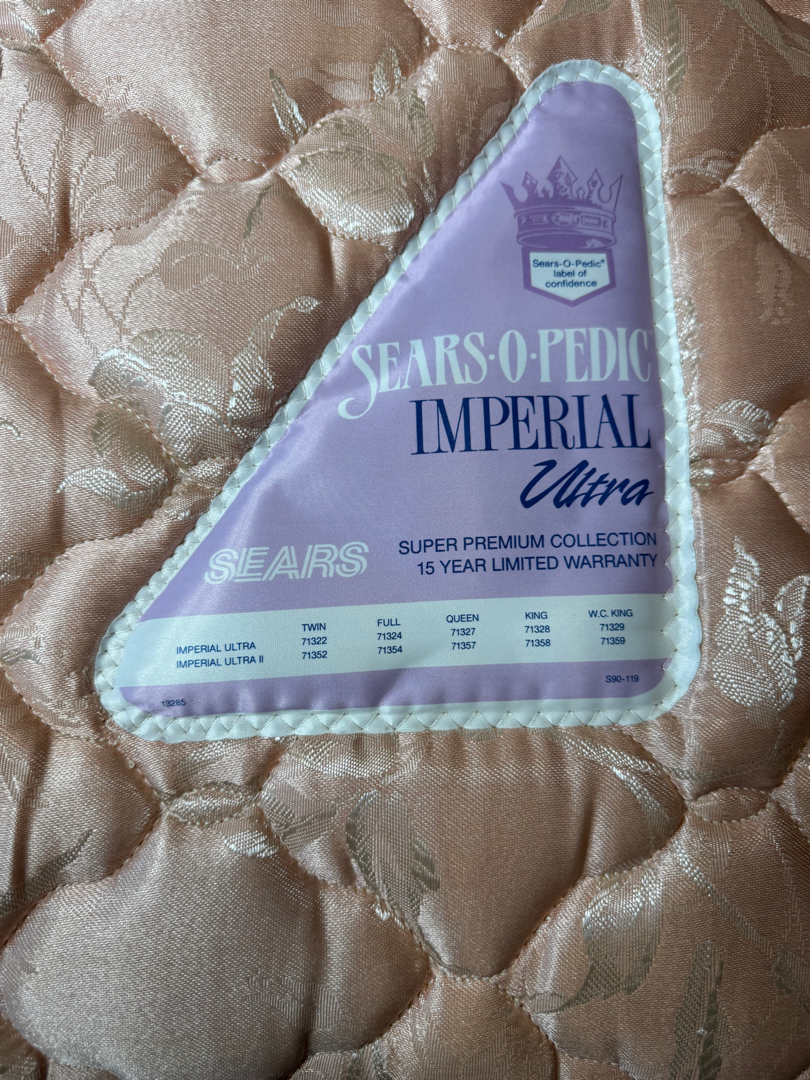 Sears-O-Pedic®
label of
confidence
SEARS·O·PEDIC
IMPERIAL
Ultra
SEARS
SUPER PREMIUM COLLECTION
15 YEAR LIMITED WARRANTY
TWIN FULL QUEEN KING W.C. KING
IMPERIAL ULTRA 71322 71324 71327 71328 71329
IMPERIAL ULTRA II 71352 71354 71357 71358 71359
13285 S90-119